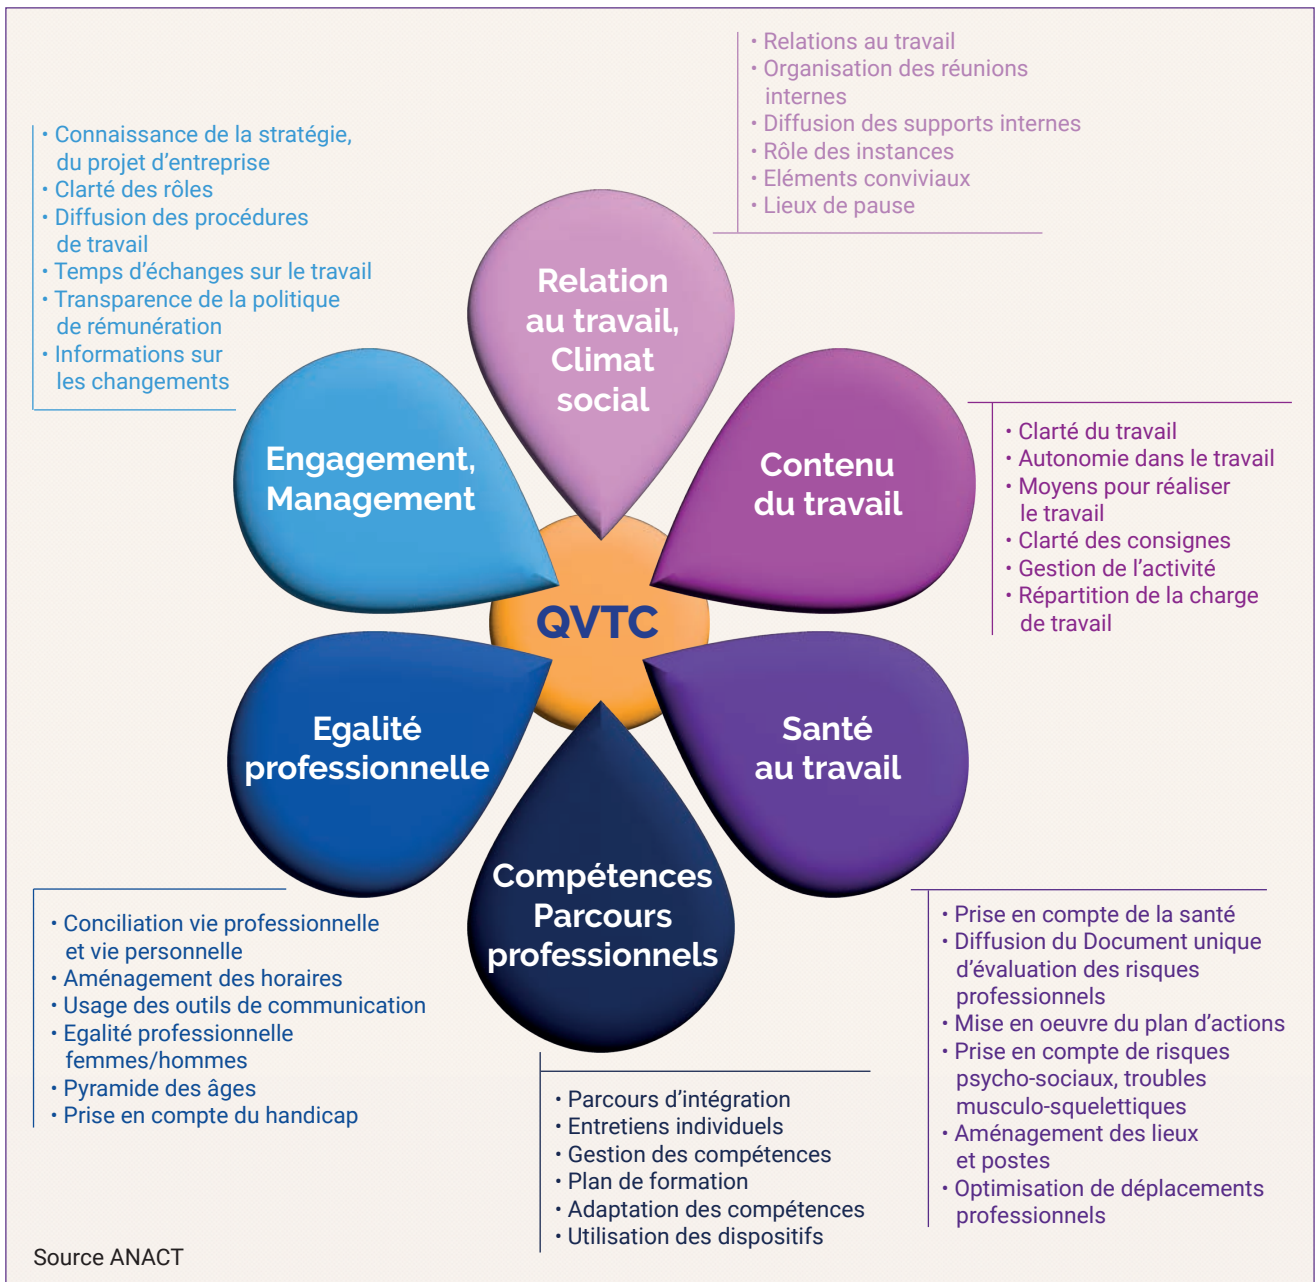 • Relations au travail
• Organisation des réunions
internes
• Diffusion des supports internes
• Rôle des instances
• Eléments conviviaux
• Lieux de pause
• Connaissance de la stratégie,
du projet d'entreprise
• Clarté des rôles
• Diffusion des procédures
de travail
• Temps d'échanges sur le travail
• Transparence de la politique
de rémunération
• Informations sur
les changements
Relation
au travail,
Climat
social
Engagement,
Management
Contenu
du travail
• Clarté du travail
• Autonomie dans le travail
• Moyens pour réaliser
le travail
• Clarté des consignes
• Gestion de l'activité
• Répartition de la charge
de travail
QVTC
Egalité
professionnelle
Santé
au travail
Compétences
Parcours
professionnels
• Conciliation vie professionnelle
et vie personnelle
• Aménagement des horaires
• Usage des outils de communication
• Egalité professionnelle
femmes/hommes
• Pyramide des âges
• Prise en compte du handicap
• Parcours d'intégration
• Entretiens individuels
• Gestion des compétences
• Plan de formation
• Adaptation des compétences
• Utilisation des dispositifs
• Prise en compte de la santé
• Diffusion du Document unique
d'évaluation des risques
professionnels
• Mise en oeuvre du plan d'actions
• Prise en compte de risques
psycho-sociaux, troubles
musculo-squelettiques
• Aménagement des lieux
et postes
• Optimisation de déplacements
professionnels
Source ANACT